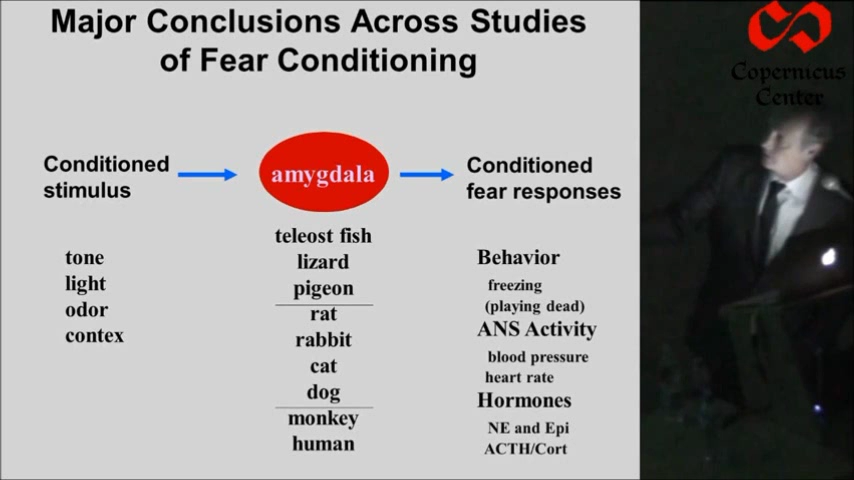 Major Conclusions Across Studies
of Fear Conditioning
Conditioned
stimulus
amygdala
Conditioned
fear responses
tone
light
odor
contex
teleost fish
lizard
pigeon
rat
rabbit
cat
dog
monkey
human
Behavior
freezing
(playing dead)
ANS Activity
blood pressure
heart rate
Hormones
NE and Epi
ACTH/Cort
Copernicus
Center